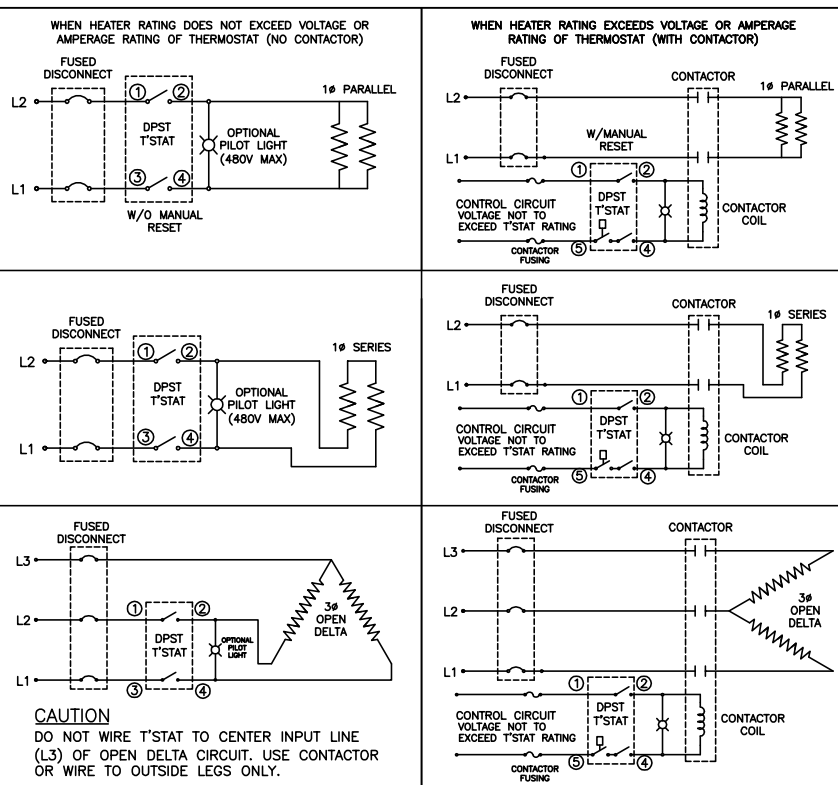 WHEN HEATER RATING DOES NOT EXCEED VOLTAGE OR
AMPERAGE RATING OF THERMOSTAT (NO CONTACTOR)
FUSED
DISCONNECT
L2
① ②
DPST
T'STAT
OPTIONAL
PILOT LIGHT
(480V MAX)
1ø PARALLEL
L1
③ ④
W/O MANUAL
RESET
WHEN HEATER RATING EXCEEDS VOLTAGE OR AMPERAGE
RATING OF THERMOSTAT (WITH CONTACTOR)
FUSED
DISCONNECT
CONTACTOR
1ø PARALLEL
L2
W/MANUAL
RESET
L1
① ②
CONTROL CIRCUIT
VOLTAGE NOT TO
EXCEED T'STAT RATING
DPST
T'STAT
CONTACTOR
COIL
CONTACTOR
FUSING
⑤ ④
FUSED
DISCONNECT
1ø SERIES
L2
① ②
DPST
T'STAT
OPTIONAL
PILOT LIGHT
(480V MAX)
L1
③ ④
FUSED
DISCONNECT
CONTACTOR
1ø SERIES
L2
L1
① ②
CONTROL CIRCUIT
VOLTAGE NOT TO
EXCEED T'STAT RATING
DPST
T'STAT
CONTACTOR
COIL
CONTACTOR
FUSING
⑤ ④
FUSED
DISCONNECT
L3
L2
① ②
DPST
T'STAT
OPTIONAL
PILOT
LIGHT
3ø
OPEN
DELTA
L1
③ ④
CAUTION
DO NOT WIRE T'STAT TO CENTER INPUT LINE
(L3) OF OPEN DELTA CIRCUIT. USE CONTACTOR
OR WIRE TO OUTSIDE LEGS ONLY.
FUSED
DISCONNECT
CONTACTOR
L3
L2
3ø
OPEN
DELTA
L1
① ②
CONTROL CIRCUIT
VOLTAGE NOT TO
EXCEED T'STAT RATING
DPST
T'STAT
CONTACTOR
COIL
CONTACTOR
FUSING
⑤ ④